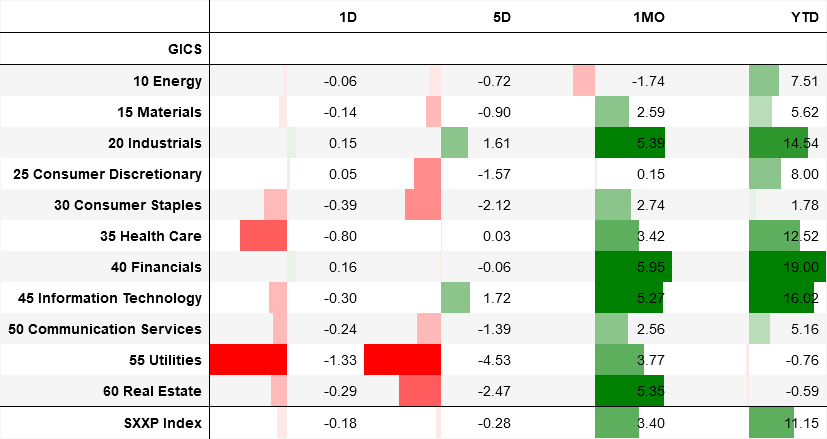 1D 5D 1MO YTD
GICS
10 Energy -0.06 -0.72 -1.74 7.51
15 Materials -0.14 -0.90 2.59 5.62
20 Industrials 0.15 1.61 5.39 14.54
25 Consumer Discretionary 0.05 -1.57 0.15 8.00
30 Consumer Staples -0.39 -2.12 2.74 1.78
35 Health Care -0.80 0.03 3.42 12.52
40 Financials 0.16 -0.06 5.95 19.00
45 Information Technology -0.30 1.72 5.27 16.02
50 Communication Services -0.24 -1.39 2.56 5.16
55 Utilities -1.33 -4.53 3.77 -0.76
60 Real Estate -0.29 -2.47 5.35 -0.59
SXXP Index -0.18 -0.28 3.40 11.15